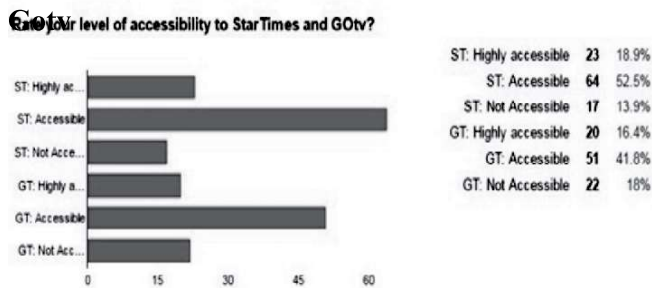 Gotv
Rate your level of accessibility to StarTimes and GOtv?
ST: Highly ac...
ST: Accessible
ST: Not Acce...
GT: Highly a...
GT: Accessible
GT: Not Acc...
0 15 30 45 60
ST: Highly accessible 23 18.9%
ST: Accessible 64 52.5%
ST: Not Accessible 17 13.9%
GT: Highly accessible 20 16.4%
GT: Accessible 51 41.8%
GT: Not Accessible 22 18%